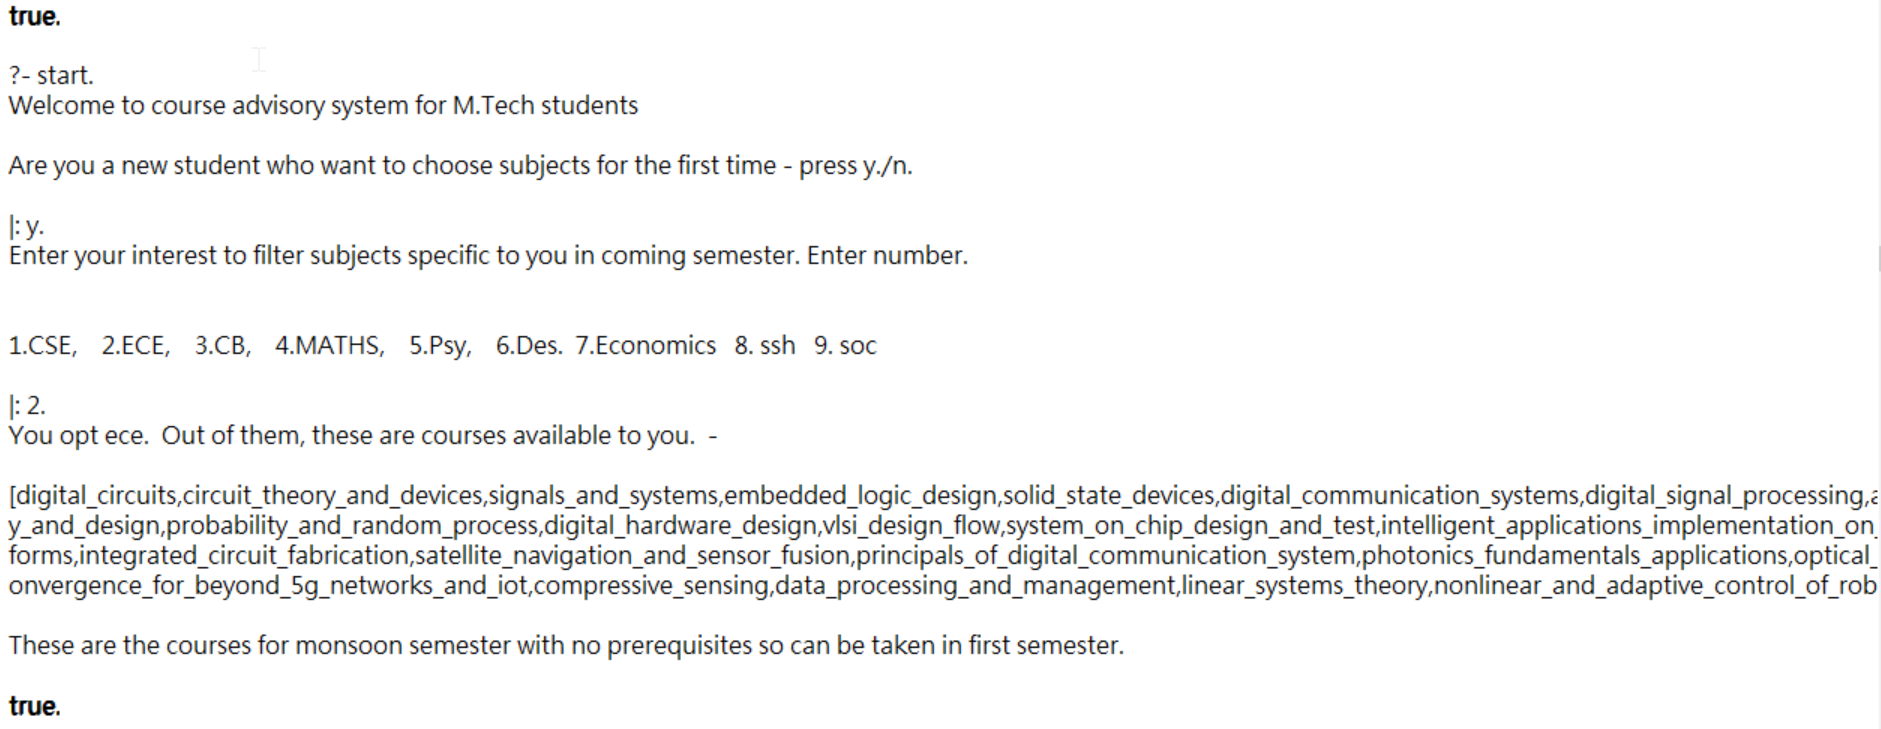 true.
?- start.
Welcome to course advisory system for M.Tech students
Are you a new student who want to choose subjects for the first time - press y./n.
|: y.
Enter your interest to filter subjects specific to you in coming semester. Enter number.
1.CSE,   2.ECE,   3.CB,   4.MATHS,   5.Psy,   6.Des.  7.Economics   8. ssh   9. soc
|: 2.
You opt ece.  Out of them, these are courses available to you.  -
[digital_circuits,circuit_theory_and_devices,signals_and_systems,embedded_logic_design,solid_state_devices,digital_communication_systems,digital_signal_processing,
y_and_design,probability_and_random_process,digital_hardware_design,vlsi_design_flow,system_on_chip_design_and_test,intelligent_applications_implementation_on_
forms,integrated_circuit_fabrication,satellite_navigation_and_sensor_fusion,principals_of_digital_communication_system,photonics_fundamentals_applications,optical_
onvergence_for_beyond_5g_networks_and_iot,compressive_sensing,data_processing_and_management,linear_systems_theory,nonlinear_and_adaptive_control_of_rob
These are the courses for monsoon semester with no prerequisites so can be taken in first semester.
true.